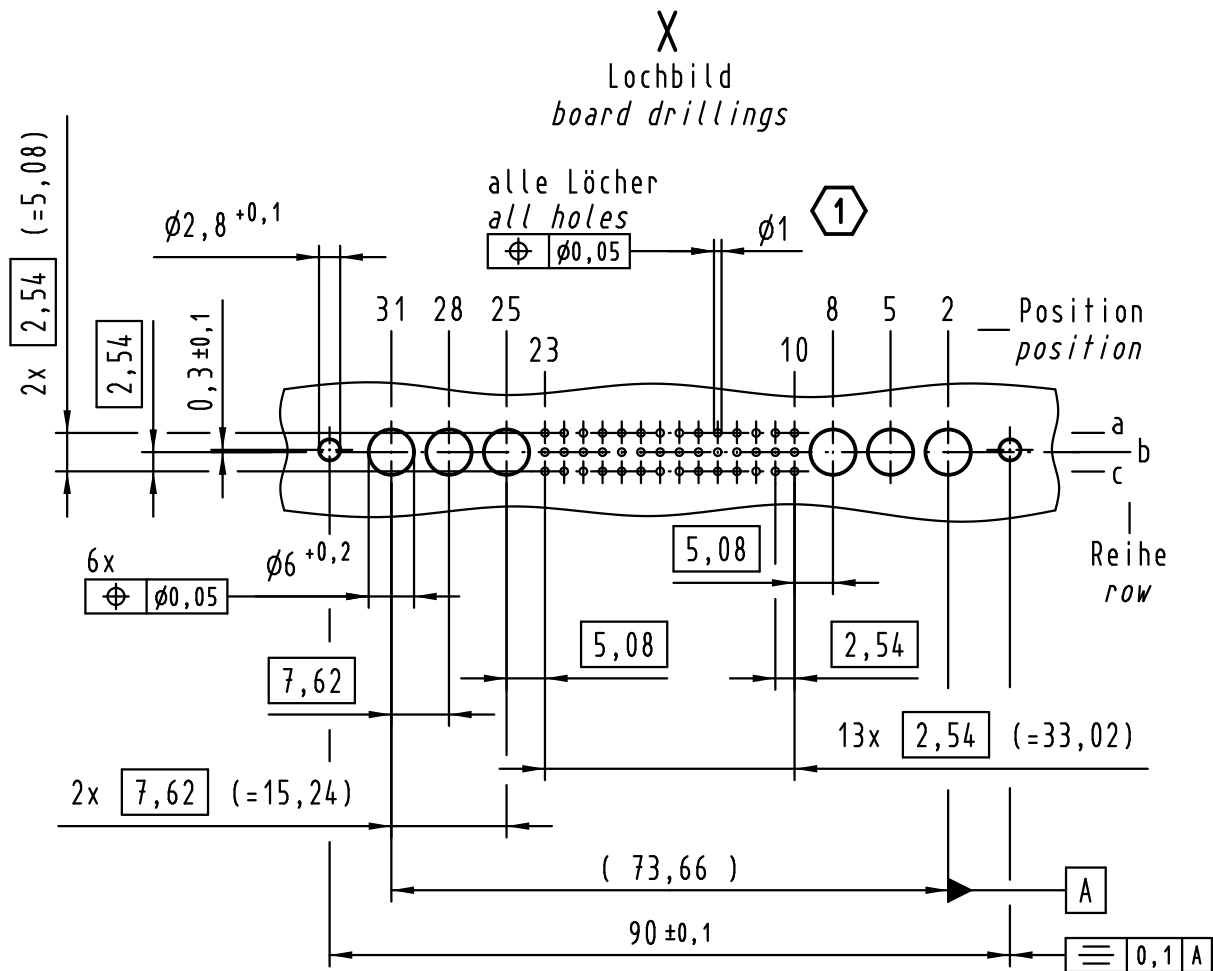 X
Lochbild
board drillings
alle Löcher
all holes
⌖ ø0,05
ø1
1
ø2,8 +0,1
2x 2,54 (=5,08)
2,54
0,3 ±0,1
31 28 25
23
10
8 5 2
Position
position
a
b
c
Reihe
row
6x
⌖ ø0,05
ø6 +0,2
5,08
5,08
2,54
7,62
13x 2,54 (=33,02)
2x 7,62 (=15,24)
( 73,66 )
A
90 ±0,1
⌯ 0,1 A